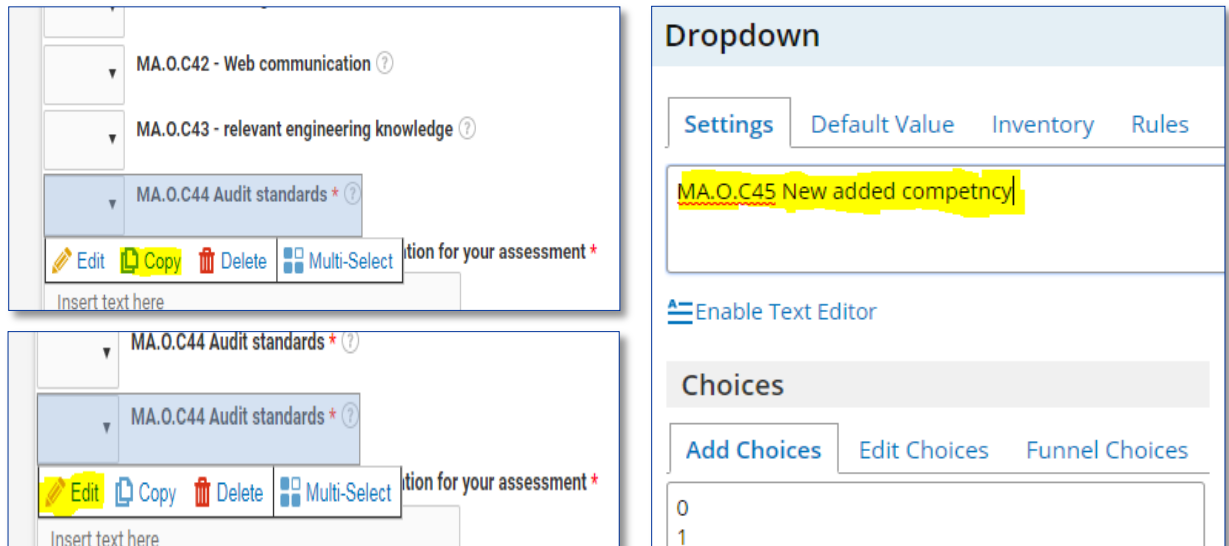 MA.O.C42 - Web communication ?
MA.O.C43 - relevant engineering knowledge ?
MA.O.C44 Audit standards * ?
Edit Copy Delete Multi-Select tion for your assessment *
Insert text here
MA.O.C44 Audit standards * ?
MA.O.C44 Audit standards * ?
Edit Copy Delete Multi-Select tion for your assessment *
Insert text here
Dropdown
Settings Default Value Inventory Rules
MA.O.C45 New added competncy
Enable Text Editor
Choices
Add Choices Edit Choices Funnel Choices
0
1